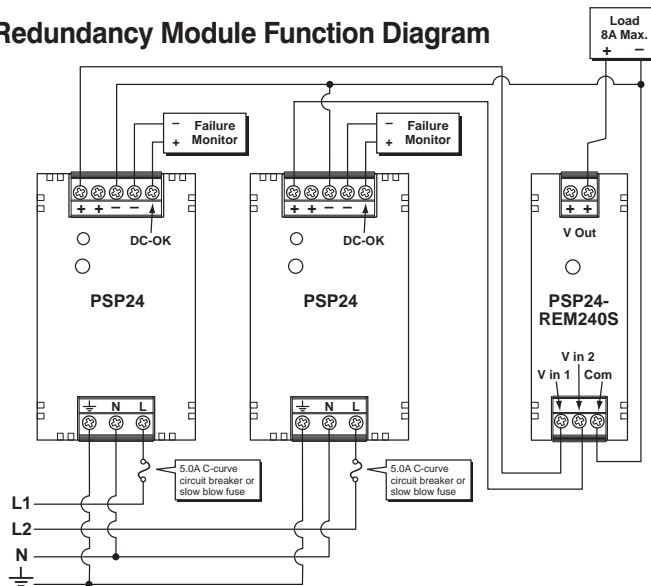 Redundancy Module Function Diagram
Load
8A Max.
+ −
− Failure
+ Monitor
− Failure
+ Monitor
+ + − −
DC-OK
PSP24
N L
+ + − −
DC-OK
PSP24
N L
+ +
V Out
PSP24-
REM240S
V in 2
V in 1 Com
5.0A C-curve
circuit breaker or
slow blow fuse
5.0A C-curve
circuit breaker or
slow blow fuse
L1
L2
N